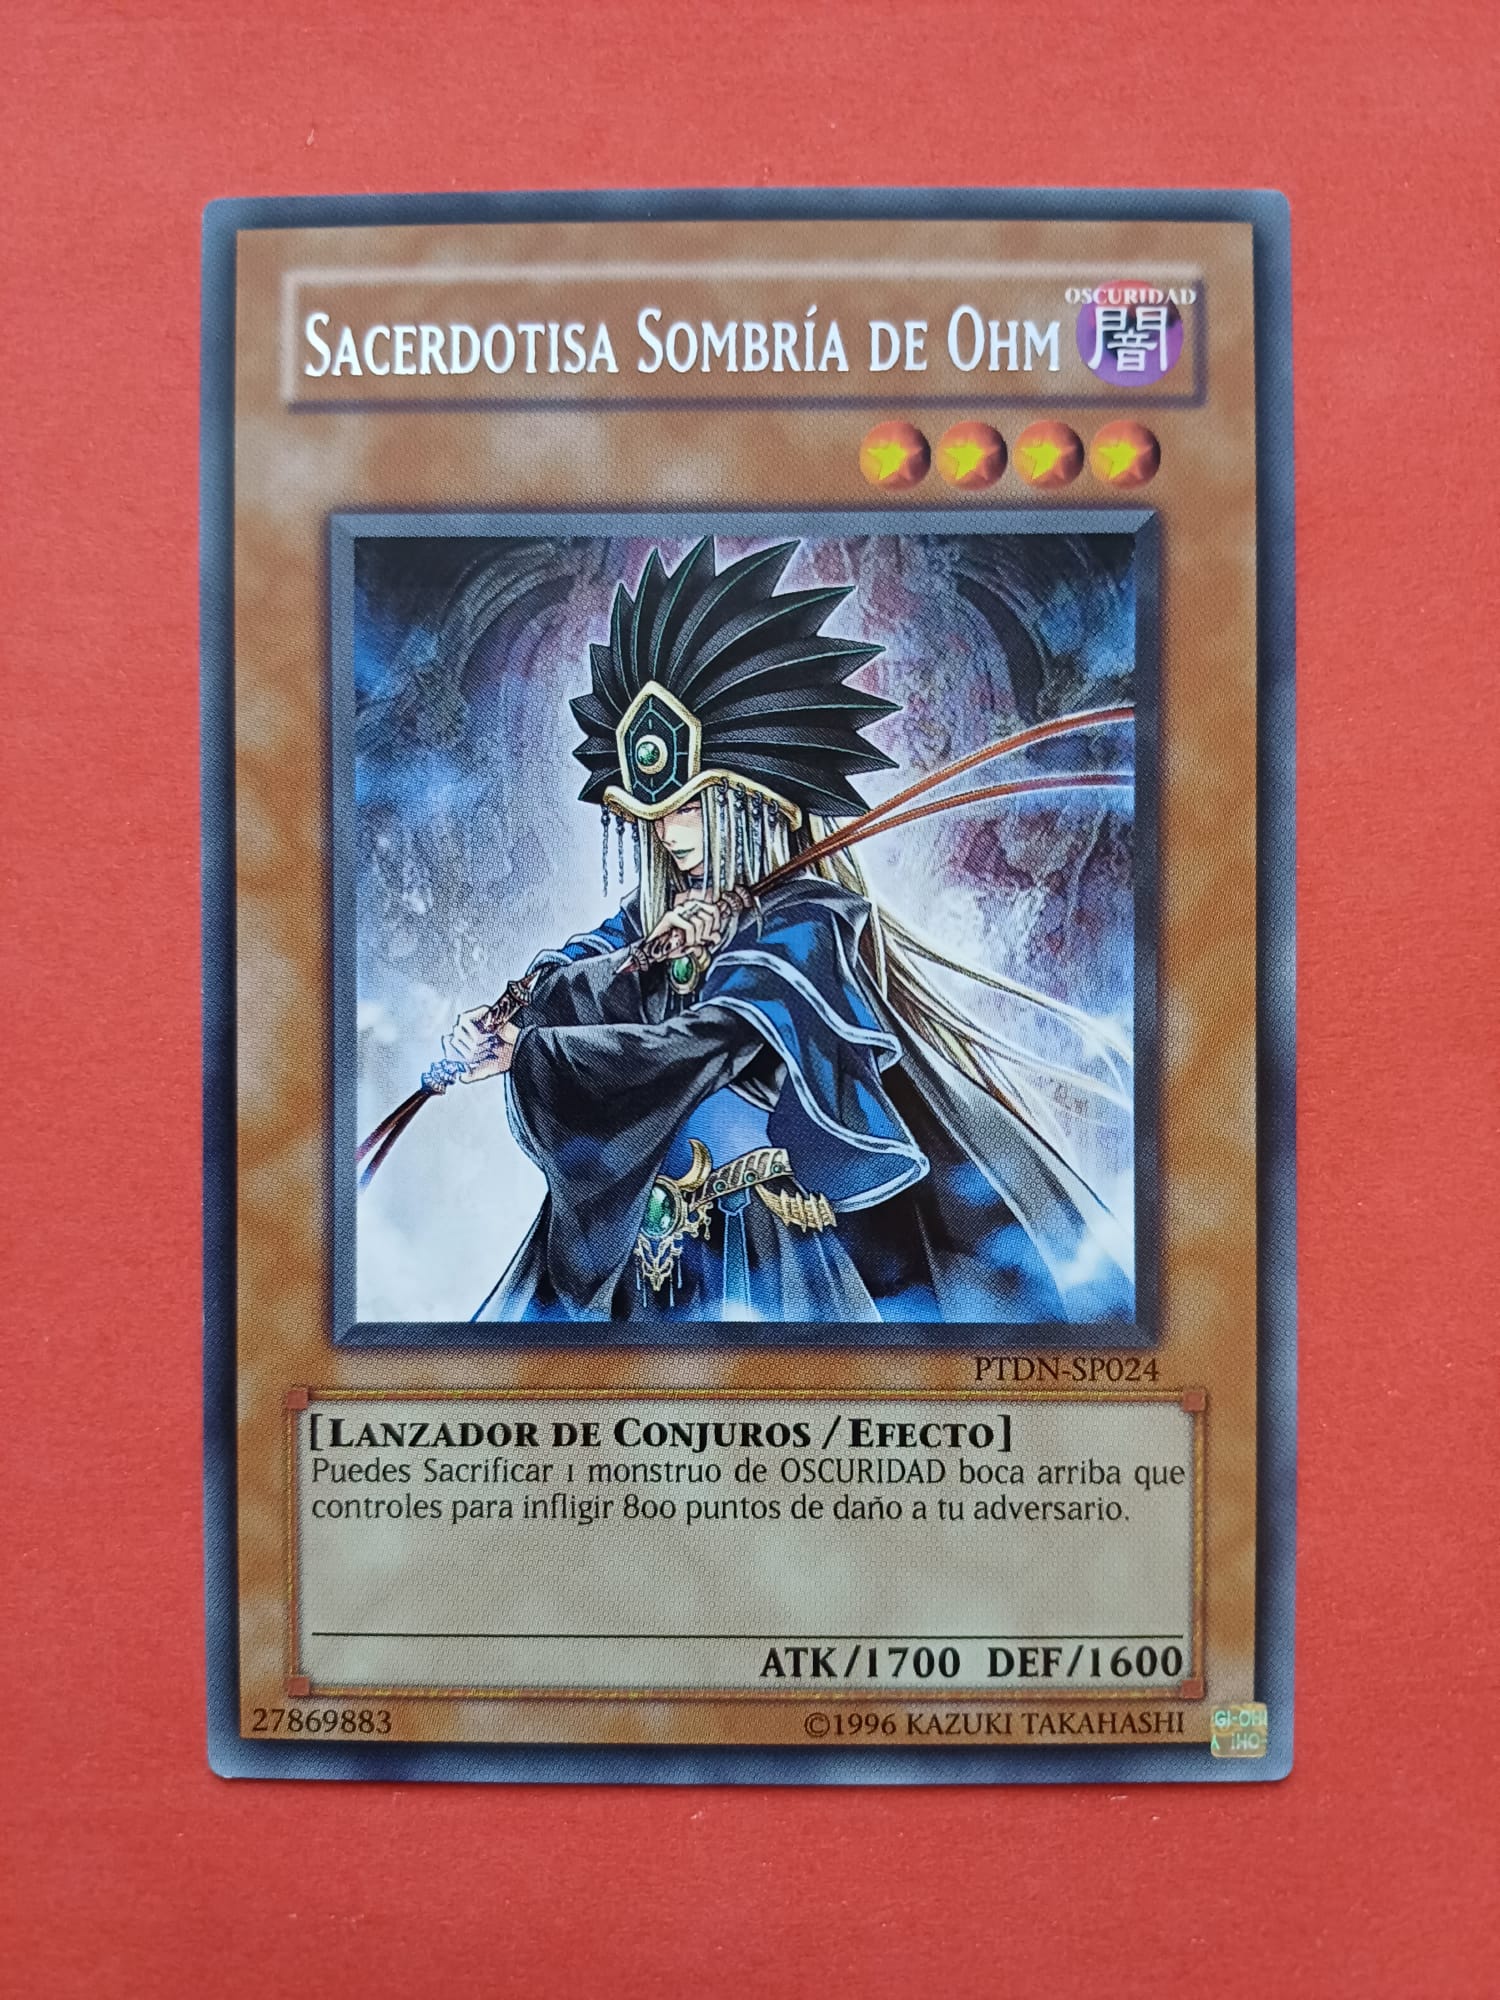 SACERDOTISA SOMBRÍA DE OHM
OSCURIDAD
闇
PTDN-SP024
[LANZADOR DE CONJUROS / EFECTO]
Puedes Sacrificar 1 monstruo de OSCURIDAD boca arriba que
controles para infligir 800 puntos de daño a tu adversario.
ATK/1700 DEF/1600
27869883
©1996 KAZUKI TAKAHASHI